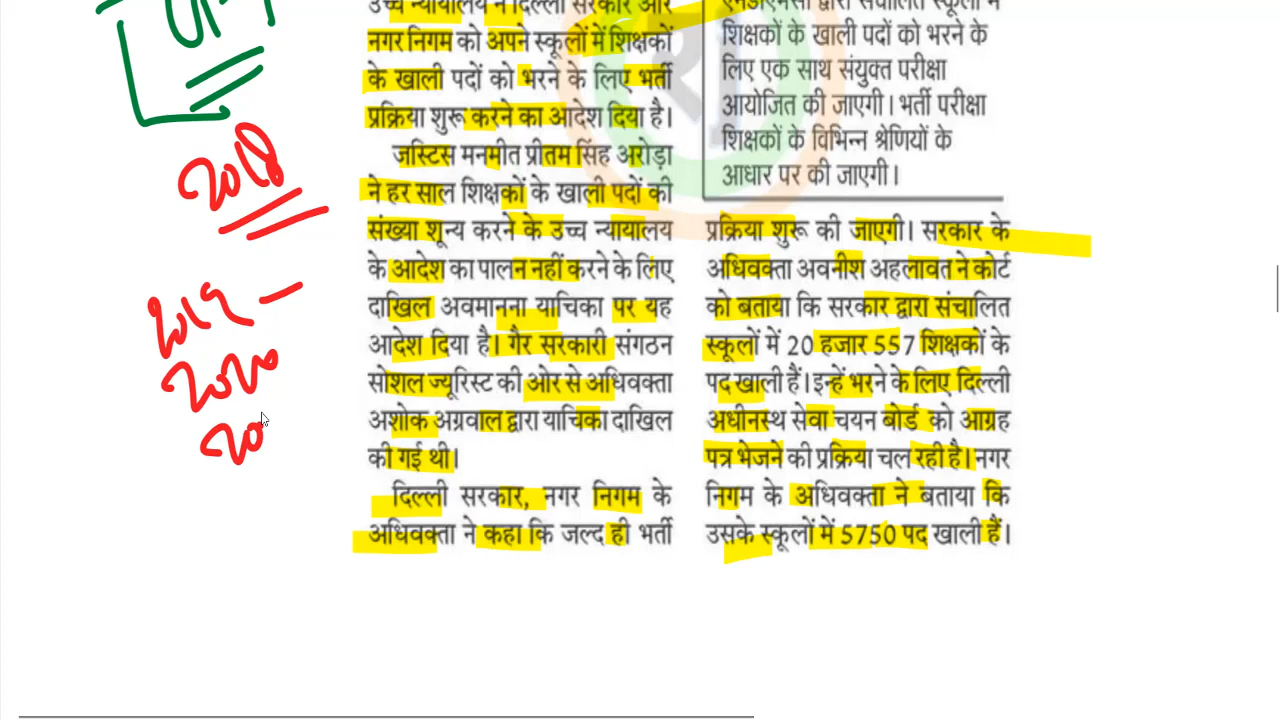 उच्च न्यायालय ने दिल्ली सरकार और
नगर निगम को अपने स्कूलों में शिक्षकों
के खाली पदों को भरने के लिए भर्ती
प्रक्रिया शुरू करने का आदेश दिया है।
जस्टिस मनमीत प्रीतम सिंह अरोड़ा
ने हर साल शिक्षकों के खाली पदों की
संख्या शून्य करने के उच्च न्यायालय
के आदेश का पालन नहीं करने के लिए
दाखिल अवमानना याचिका पर यह
आदेश दिया है। गैर सरकारी संगठन
सोशल ज्यूरिस्ट की ओर से अधिवक्ता
अशोक अग्रवाल द्वारा याचिका दाखिल
की गई थी।
दिल्ली सरकार, नगर निगम के
अधिवक्ता ने कहा कि जल्द ही भर्ती
एनडीएमसी द्वारा संचालित स्कूलों में
शिक्षकों के खाली पदों को भरने के
लिए एक साथ संयुक्त परीक्षा
आयोजित की जाएगी। भर्ती परीक्षा
शिक्षकों के विभिन्न श्रेणियों के
आधार पर की जाएगी।
प्रक्रिया शुरू की जाएगी। सरकार के
अधिवक्ता अवनीश अहलावत ने कोर्ट
को बताया कि सरकार द्वारा संचालित
स्कूलों में 20 हजार 557 शिक्षकों के
पद खाली हैं। इन्हें भरने के लिए दिल्ली
अधीनस्थ सेवा चयन बोर्ड को आग्रह
पत्र भेजने की प्रक्रिया चल रही है। नगर
निगम के अधिवक्ता ने बताया कि
उसके स्कूलों में 5750 पद खाली हैं।
2018
2019 -
2020
20